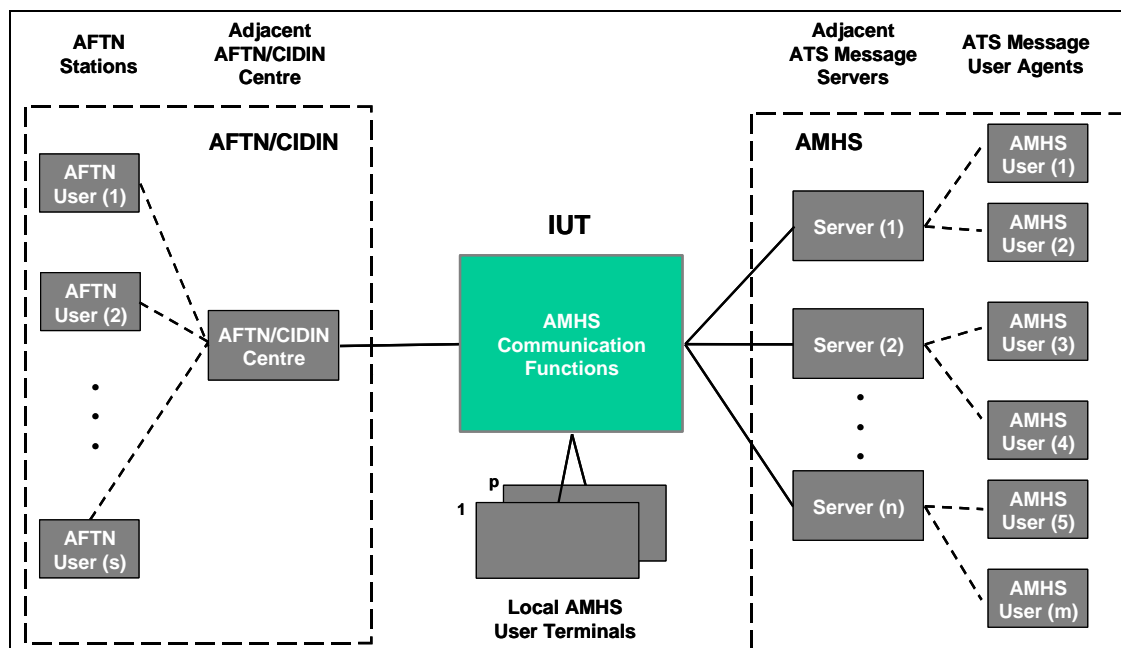 AFTN
Stations
Adjacent
AFTN/CIDIN
Centre
Adjacent
ATS Message
Servers
ATS Message
User Agents
AFTN/CIDIN
AFTN
User (1)
AFTN
User (2)
AFTN
User (s)
AFTN/CIDIN
Centre
IUT
AMHS
Communication
Functions
p
1
Local AMHS
User Terminals
AMHS
Server (1)
Server (2)
Server (n)
AMHS
User (1)
AMHS
User (2)
AMHS
User (3)
AMHS
User (4)
AMHS
User (5)
AMHS
User (m)